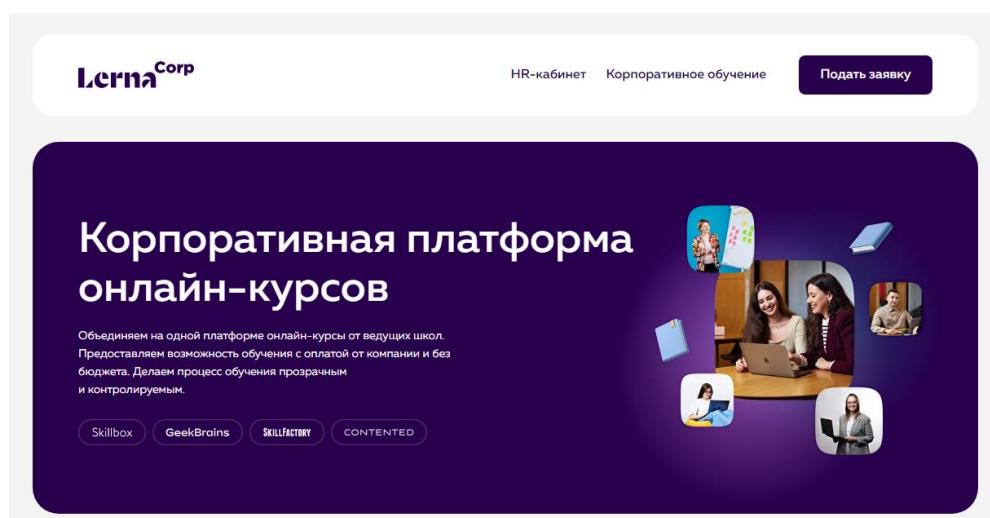 Lerna Corp
HR-кабинет Корпоративное обучение Подать заявку
Корпоративная платформа
онлайн-курсов
Объединяем на одной платформе онлайн-курсы от ведущих школ.
Предоставляем возможность обучения с оплатой от компании и без
бюджета. Делаем процесс обучения прозрачным
и контролируемым.
Skillbox GeekBrains SKILLFACTORY CONTENTED